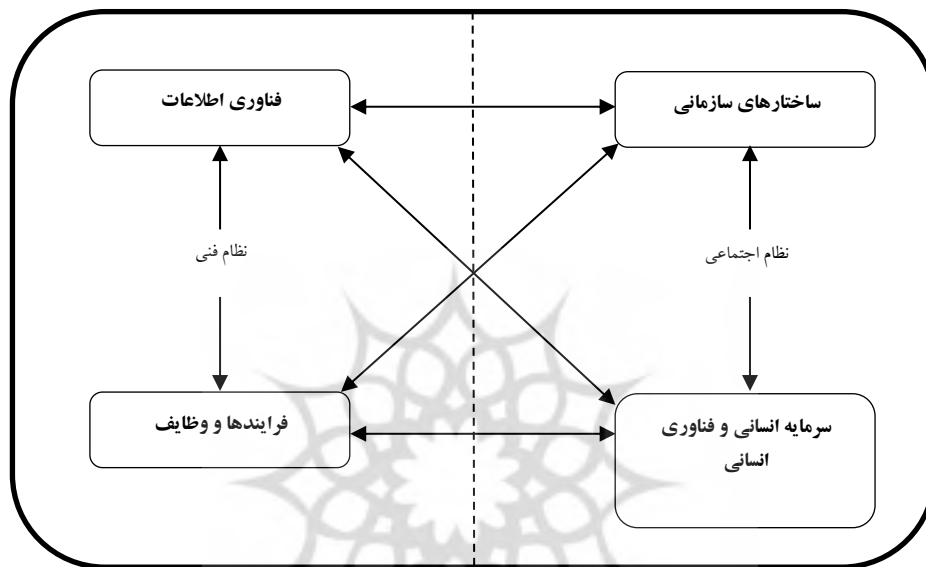 ساختارهای سازمانی
فناوری اطلاعات
نظام اجتماعی
نظام فنی
سرمایه انسانی و فناوری
انسانی
فرایندها و وظایف